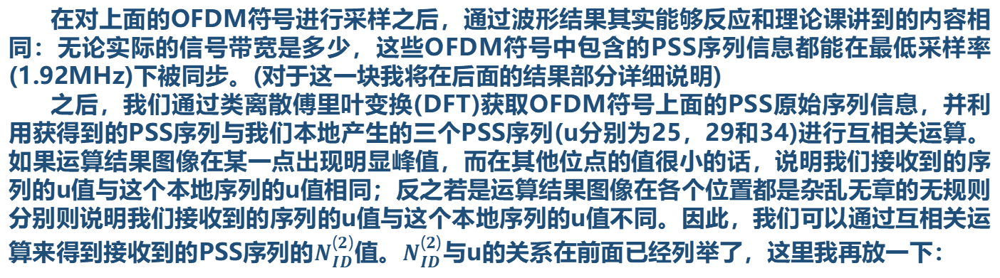 在对上面的OFDM符号进行采样之后，通过波形结果其实能够反应和理论课讲到的内容相
同：无论实际的信号带宽是多少，这些OFDM符号中包含的PSS序列信息都能在最低采样率
(1.92MHz)下被同步。(对于这一块我将在后面的结果部分详细说明)
之后，我们通过类离散傅里叶变换(DFT)获取OFDM符号上面的PSS原始序列信息，并利
用获得到的PSS序列与我们本地产生的三个PSS序列(u分别为25，29和34)进行互相关运算。
如果运算结果图像在某一点出现明显峰值，而在其他位点的值很小的话，说明我们接收到的序
列的u值与这个本地序列的u值相同；反之若是运算结果图像在各个位置都是杂乱无章的无规则
分别则说明我们接收到的序列的u值与这个本地序列的u值不同。因此，我们可以通过互相关运
算来得到接收到的PSS序列的$N_{ID}^{(2)}$值。$N_{ID}^{(2)}$与u的关系在前面已经列举了，这里我再放一下：